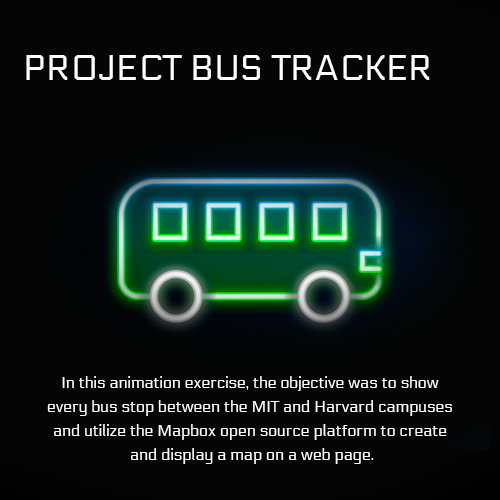 PROJECT BUS TRACKER
In this animation exercise, the objective was to show
every bus stop between the MIT and Harvard campuses
and utilize the Mapbox open source platform to create
and display a map on a web page.